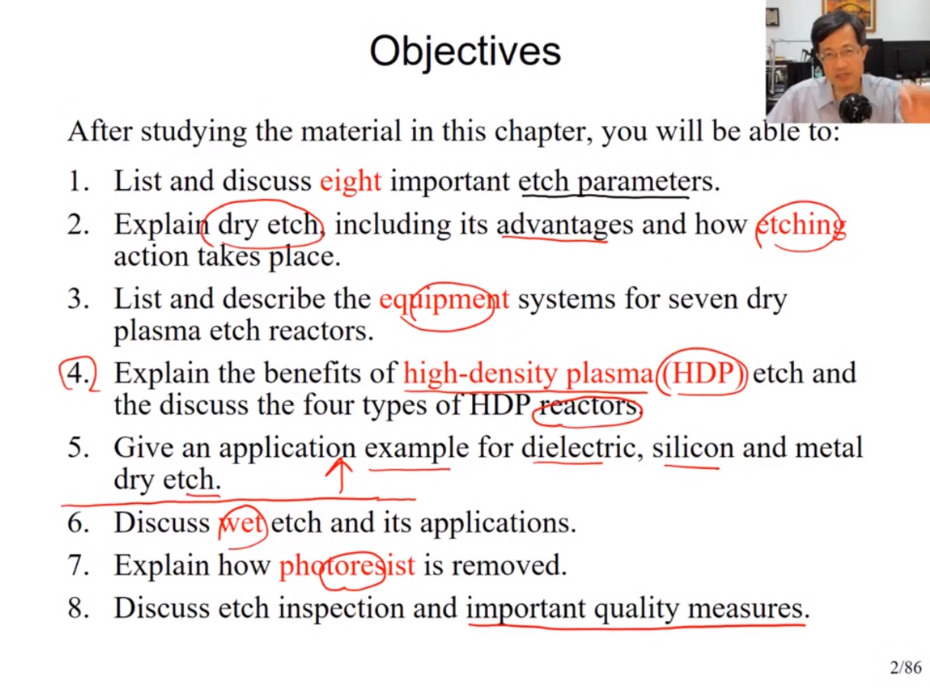 Objectives
After studying the material in this chapter, you will be able to:
1. List and discuss eight important etch parameters.
2. Explain dry etch, including its advantages and how etching
action takes place.
3. List and describe the equipment systems for seven dry
plasma etch reactors.
4. Explain the benefits of high-density plasma (HDP) etch and
the discuss the four types of HDP reactors.
5. Give an application example for dielectric, silicon and metal
dry etch.
6. Discuss wet etch and its applications.
7. Explain how photoresist is removed.
8. Discuss etch inspection and important quality measures.
2/86